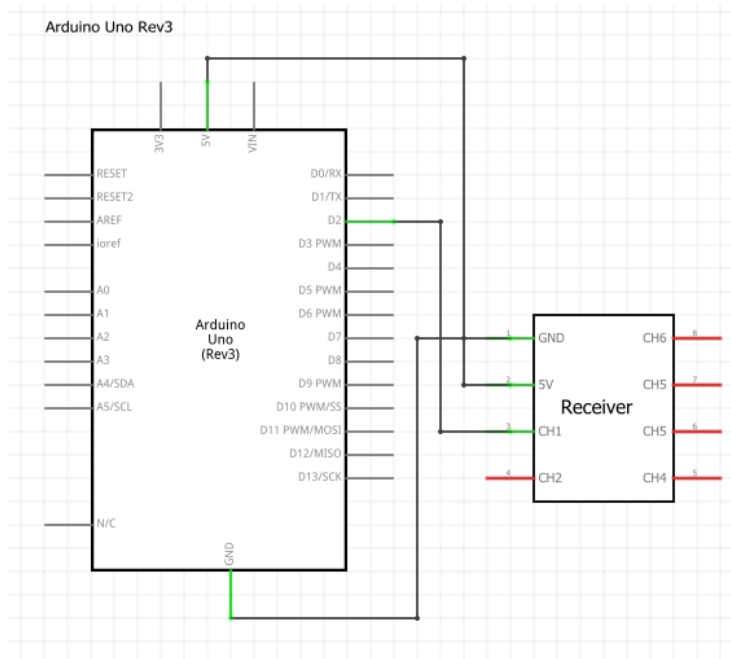 Arduino Uno Rev3
3V3
5V
VIN
RESET
RESET2
AREF
ioref
A0
A1
A2
A3
A4/SDA
A5/SCL
N/C
Arduino
Uno
(Rev3)
D0/RX
D1/TX
D2
D3 PWM
D4
D5 PWM
D6 PWM
D7
D8
D9 PWM
D10 PWM/SS
D11 PWM/MOSI
D12/MISO
D13/SCK
GND
1 GND
2 5V
3 CH1
4 CH2
Receiver
CH6 8
CH5 7
CH5 6
CH4 5